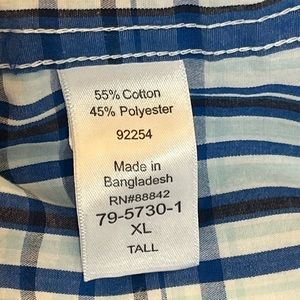 55% Cotton
45% Polyester
92254
Made in
Bangladesh
RN#88842
79-5730-1
XL
TALL